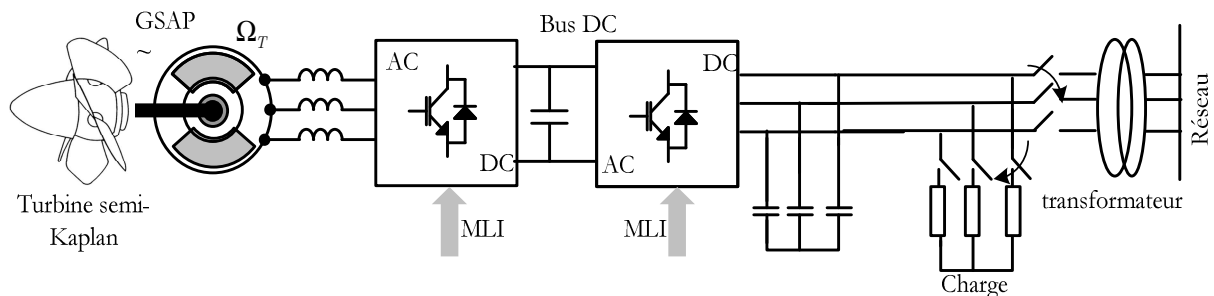 GSAP
~
Ω_T
Bus DC
AC
DC
DC
AC
MLI
MLI
Turbine semi-
Kaplan
Charge
transformateur
Réseau